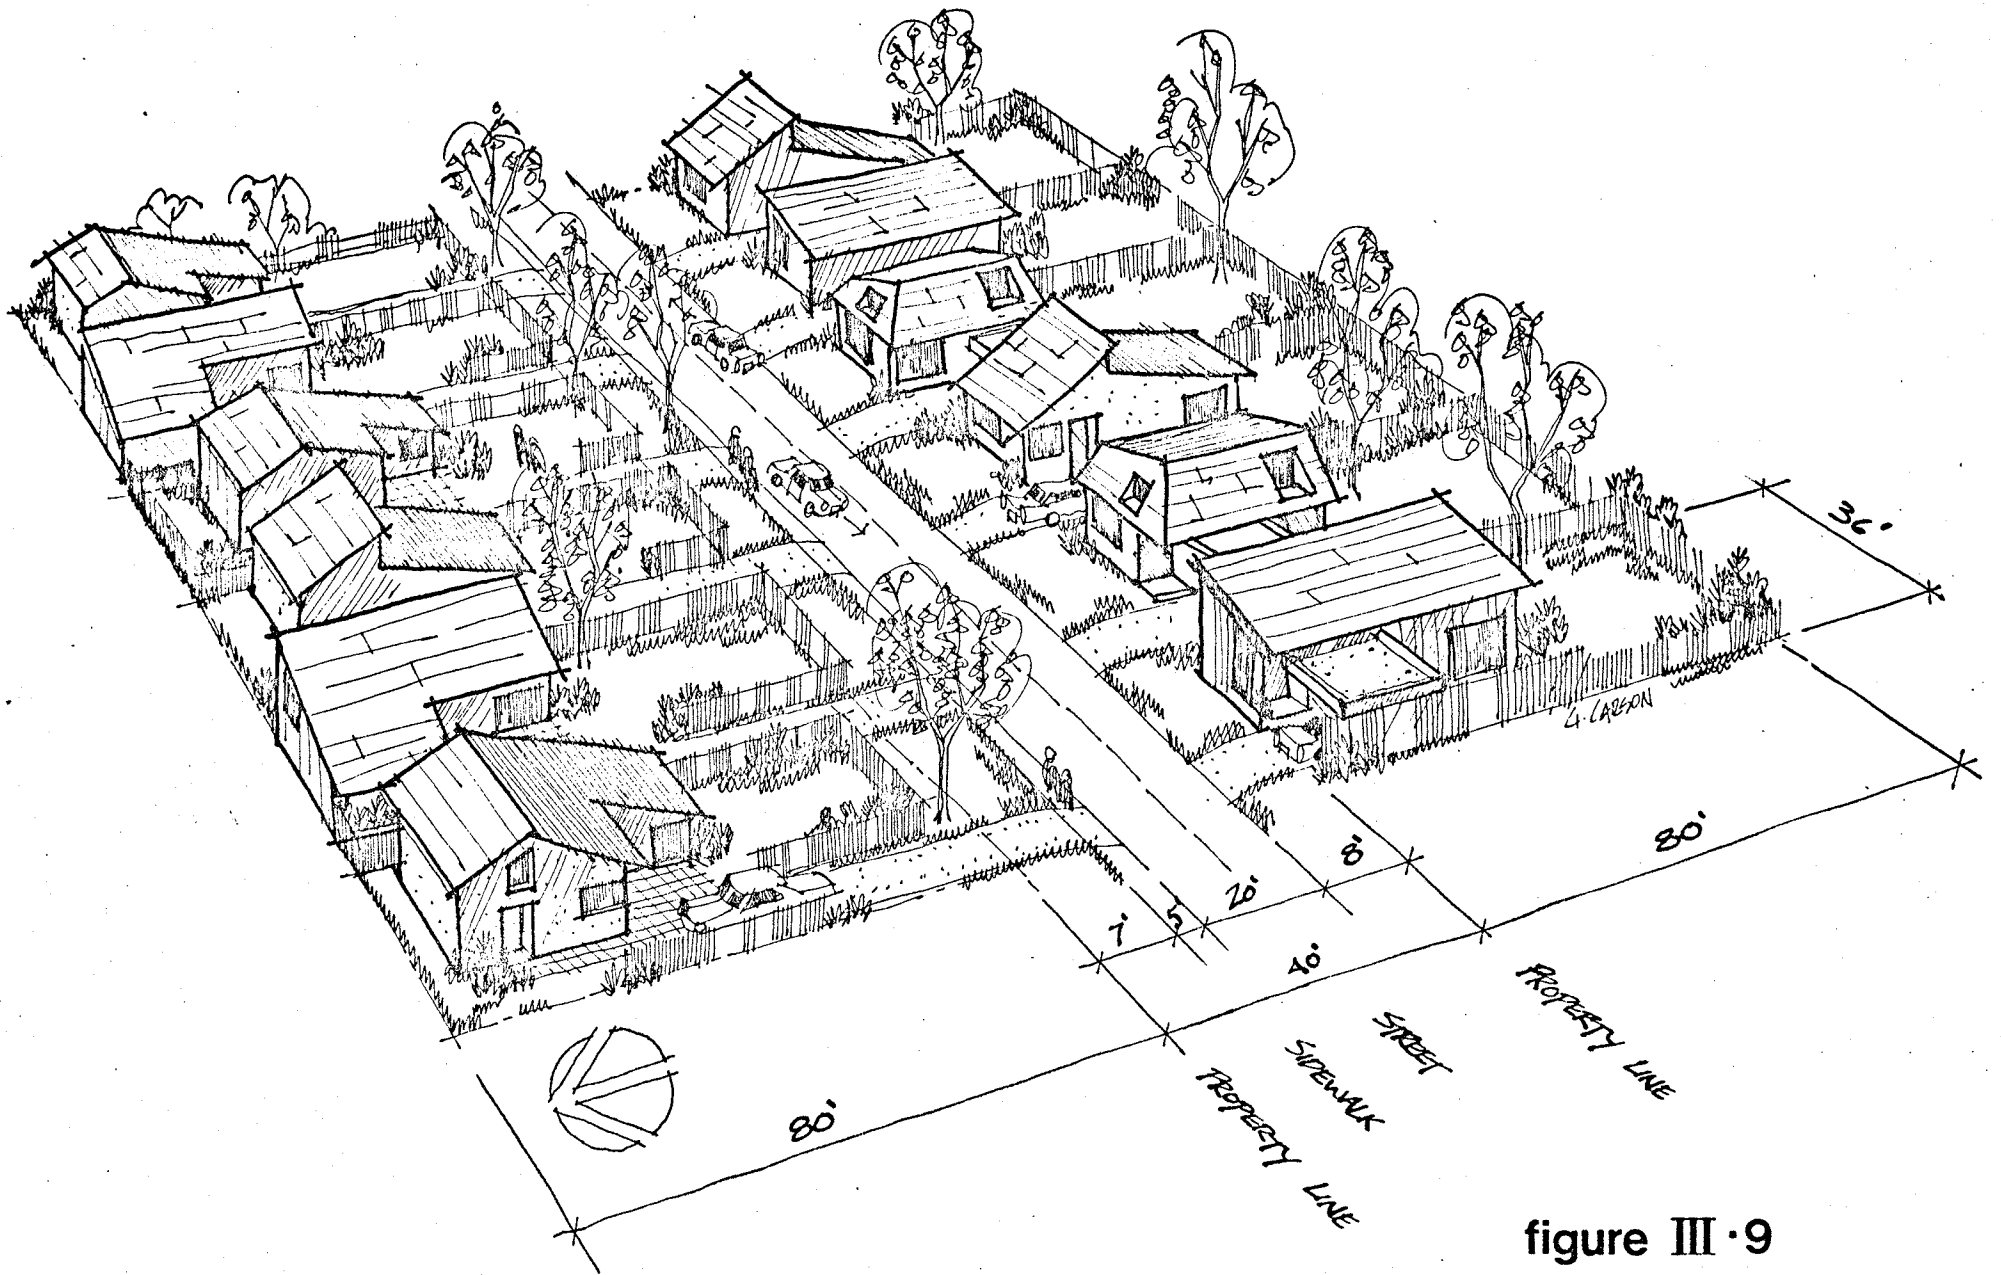 36'
G. CARSON
80'
8'
20'
5'
7'
40'
PROPERTY LINE
STREET
SIDEWALK
PROPERTY LINE
80'
figure III·9